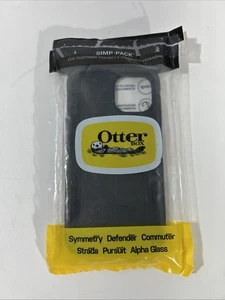 SIMP PACK
Otter
BOX
Symmetry Defender Commuter
Strada Pursuit Alpha Glass